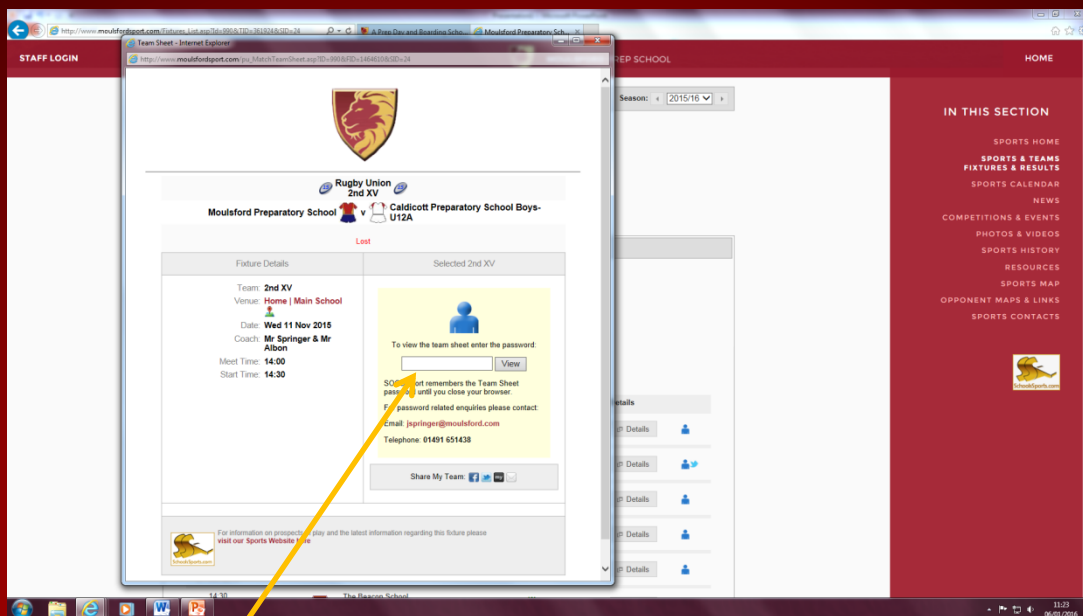 http://www.moulsfordsport.com/Fixtures_List.asp?Id=990&TID=361924&SID=24
A Prep Day and Boarding Scho...
Moulsford Preparatory Sch...
Team Sheet - Internet Explorer
http://www.moulsfordsport.com/pu_MatchTeamSheet.asp?ID=990&FID=1464610&SID=24
STAFF LOGIN
PREP SCHOOL
HOME
Season: 2015/16
IN THIS SECTION
SPORTS HOME
SPORTS & TEAMS
FIXTURES & RESULTS
SPORTS CALENDAR
NEWS
COMPETITIONS & EVENTS
PHOTOS & VIDEOS
SPORTS HISTORY
RESOURCES
SPORTS MAP
OPPONENT MAPS & LINKS
SPORTS CONTACTS
SchoolsSports.com
Rugby Union
2nd XV
Moulsford Preparatory School v Caldicott Preparatory School Boys-
U12A
Lost
Fixture Details
Selected 2nd XV
Team: 2nd XV
Venue: Home | Main School
Date: Wed 11 Nov 2015
Coach: Mr Springer & Mr
Albon
Meet Time: 14:00
Start Time: 14:30
To view the team sheet enter the password:
View
remembers the Team Sheet
until you close your browser.
For password related enquiries please contact:
Email: jspringer@moulsford.com
Telephone: 01491 651438
Share My Team:
For information on prospects play and the latest information regarding this fixture please
visit our Sports Website here
SchoolsSports.com
Details
Details
Details
Details
Details
Details
14:30
The Beacon School
11:23
06/01/2016